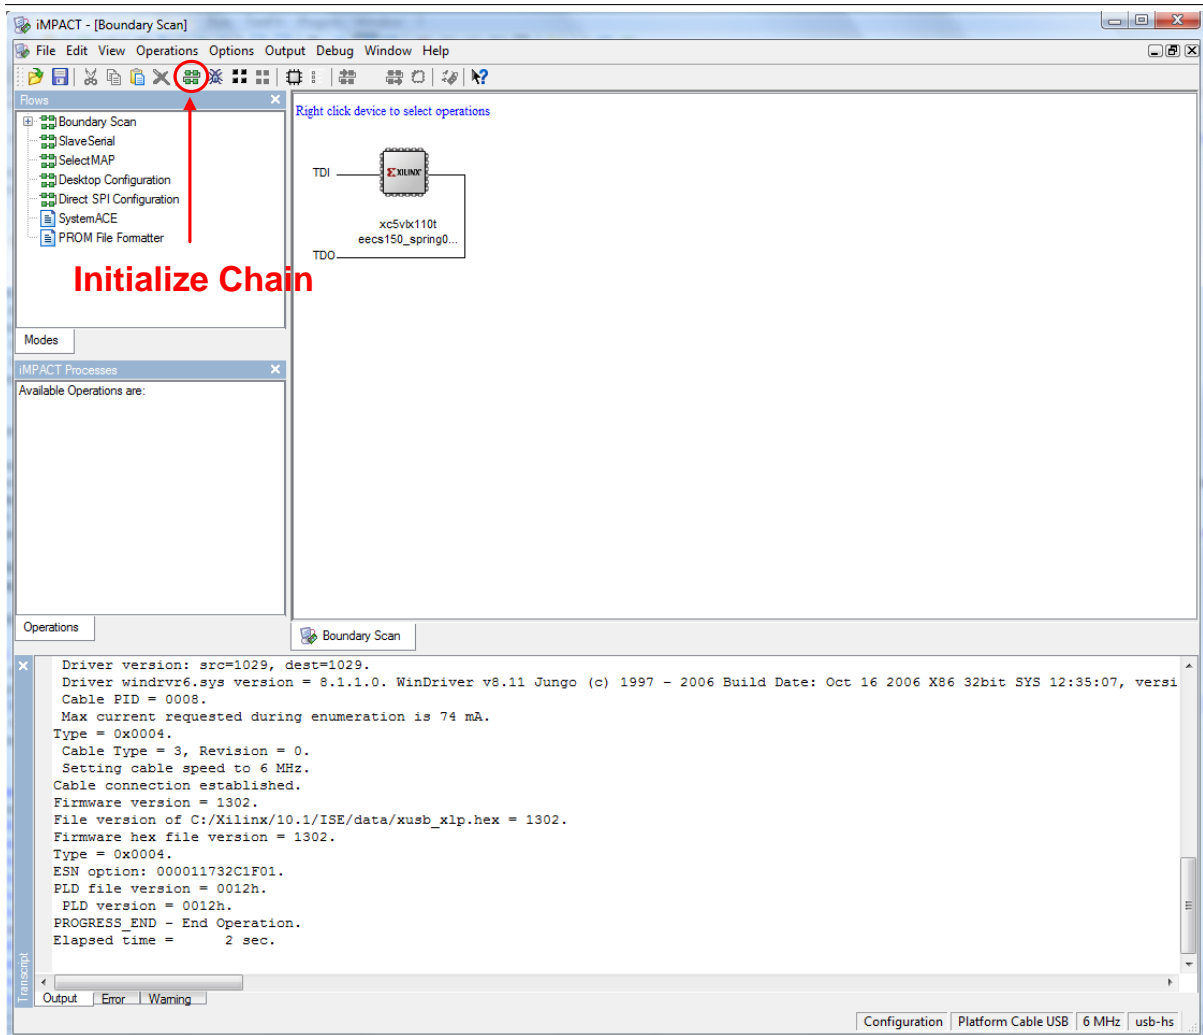 iMPACT - [Boundary Scan]
File Edit View Operations Options Output Debug Window Help
Flows
Boundary Scan
SlaveSerial
SelectMAP
Desktop Configuration
Direct SPI Configuration
SystemACE
PROM File Formatter
Initialize Chain
Modes
iMPACT Processes
Available Operations are:
Operations
Right click device to select operations
TDI
XILINX
xc5vlx110t
eecs150_spring0...
TDO
Boundary Scan
Driver version: src=1029, dest=1029.
Driver windrvr6.sys version = 8.1.1.0. WinDriver v8.11 Jungo (c) 1997 - 2006 Build Date: Oct 16 2006 X86 32bit SYS 12:35:07, versi
Cable PID = 0008.
Max current requested during enumeration is 74 mA.
Type = 0x0004.
Cable Type = 3, Revision = 0.
Setting cable speed to 6 MHz.
Cable connection established.
Firmware version = 1302.
File version of C:/Xilinx/10.1/ISE/data/xusb_xlp.hex = 1302.
Firmware hex file version = 1302.
Type = 0x0004.
ESN option: 000011732C1F01.
PLD file version = 0012h.
PLD version = 0012h.
PROGRESS_END - End Operation.
Elapsed time = 2 sec.
Transcript
Output Error Warning
Configuration Platform Cable USB 6 MHz usb-hs